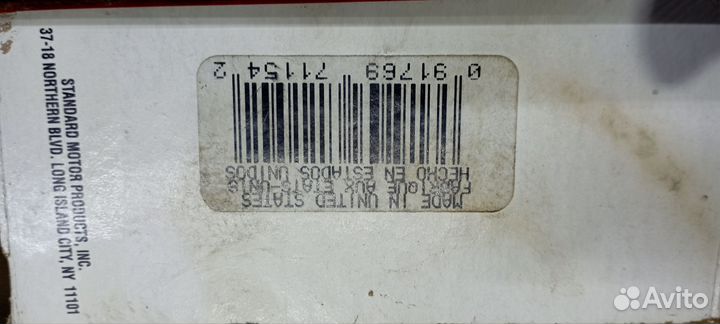 STANDARD MOTOR PRODUCTS, INC.
37-18 NORTHERN BLVD. LONG ISLAND CITY, NY 11101
MADE IN UNITED STATES
FABRIQUE AUX ETATS-UNIS
HECHO EN ESTADOS UNIDOS
0 91769 71154 2
Avito